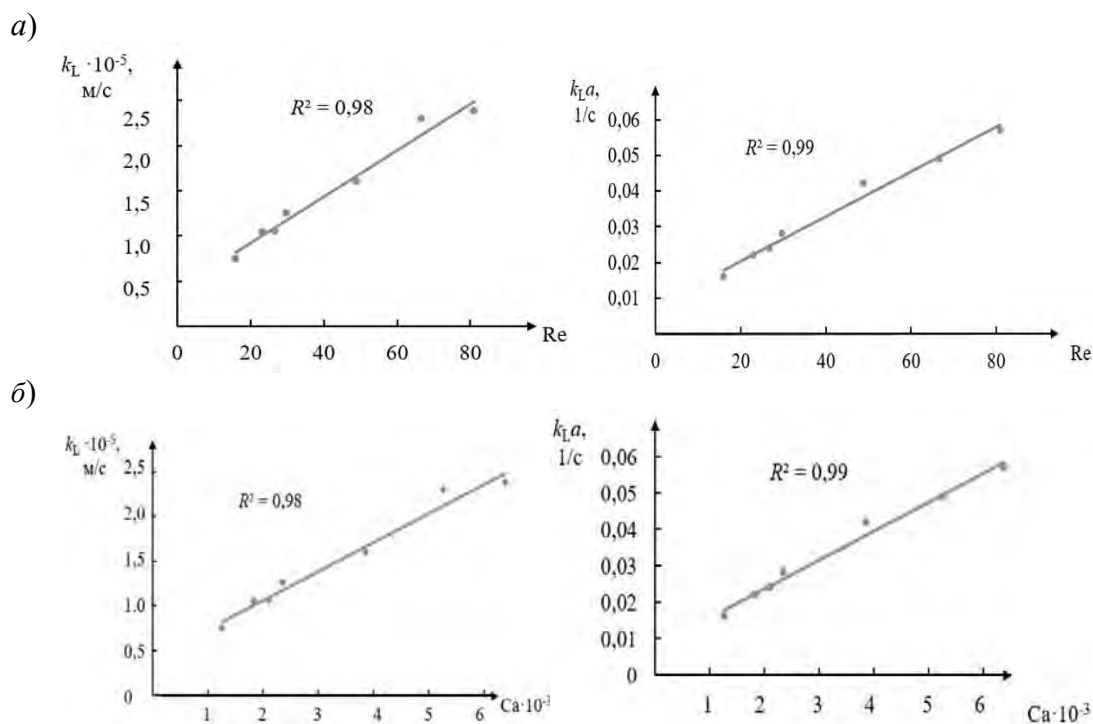 а)
k_L · 10⁻⁵,
м/с
R² = 0,98
2,5
2,0
1,5
1,0
0,5
0 20 40 60 80 Re
k_L a,
1/с
R² = 0,99
0,06
0,05
0,04
0,03
0,02
0,01
0 20 40 60 80 Re
б)
k_L · 10⁻⁵,
м/с
R² = 0,98
2,5
2,0
1,5
1,0
0,5
0
1 2 3 4 5 6 Ca·10⁻³
k_L a,
1/с
R² = 0,99
0,06
0,05
0,04
0,03
0,02
0,01
0
1 2 3 4 5 6 Ca·10⁻³